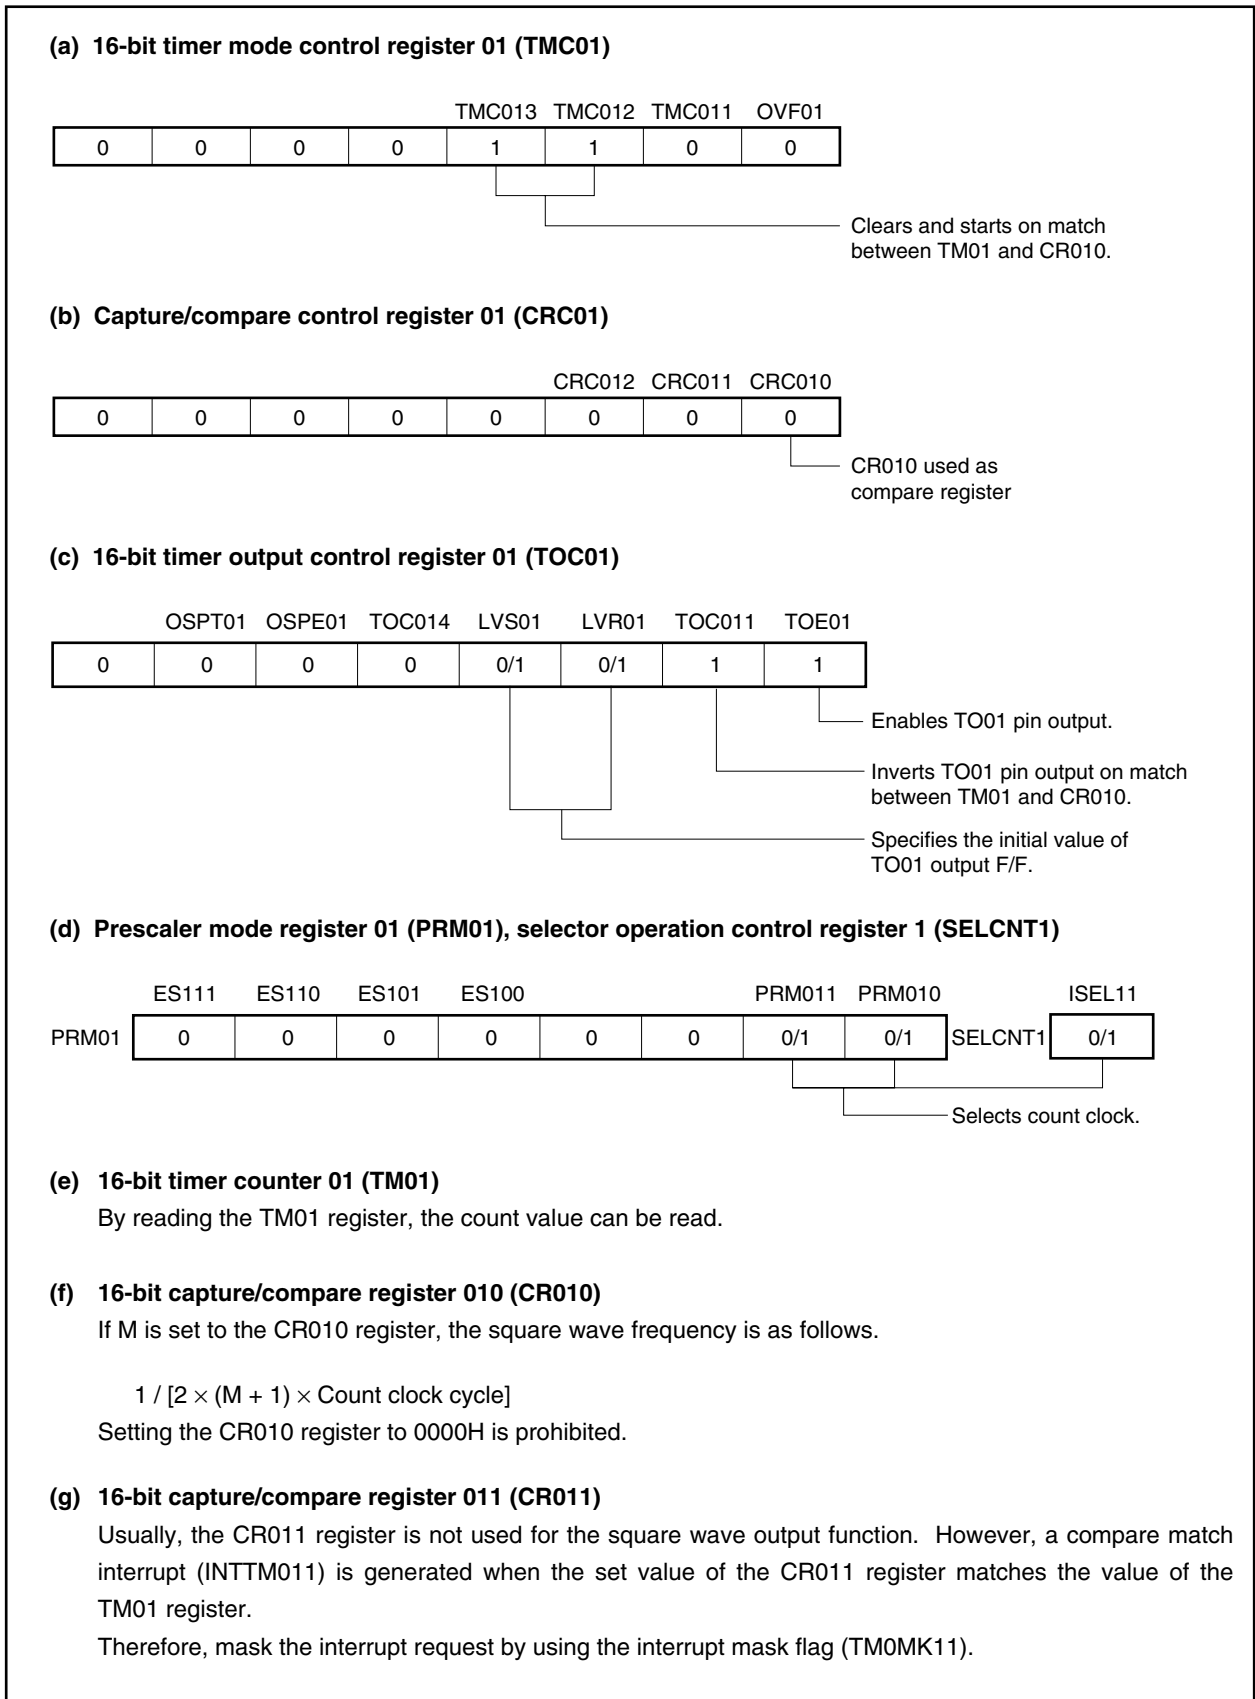 (a) 16-bit timer mode control register 01 (TMC01)
TMC013 TMC012 TMC011 OVF01
0 0 0 0 1 1 0 0
Clears and starts on match
between TM01 and CR010.
(b) Capture/compare control register 01 (CRC01)
CRC012 CRC011 CRC010
0 0 0 0 0 0 0 0
CR010 used as
compare register
(c) 16-bit timer output control register 01 (TOC01)
OSPT01 OSPE01 TOC014 LVS01 LVR01 TOC011 TOE01
0 0 0 0 0/1 0/1 1 1
Enables TO01 pin output.
Inverts TO01 pin output on match
between TM01 and CR010.
Specifies the initial value of
TO01 output F/F.
(d) Prescaler mode register 01 (PRM01), selector operation control register 1 (SELCNT1)
ES111 ES110 ES101 ES100 PRM011 PRM010 ISEL11
PRM01 0 0 0 0 0 0 0/1 0/1 SELCNT1 0/1
Selects count clock.
(e) 16-bit timer counter 01 (TM01)
By reading the TM01 register, the count value can be read.
(f) 16-bit capture/compare register 010 (CR010)
If M is set to the CR010 register, the square wave frequency is as follows.
1 / [2 × (M + 1) × Count clock cycle]
Setting the CR010 register to 0000H is prohibited.
(g) 16-bit capture/compare register 011 (CR011)
Usually, the CR011 register is not used for the square wave output function. However, a compare match
interrupt (INTTM011) is generated when the set value of the CR011 register matches the value of the
TM01 register.
Therefore, mask the interrupt request by using the interrupt mask flag (TM0MK11).